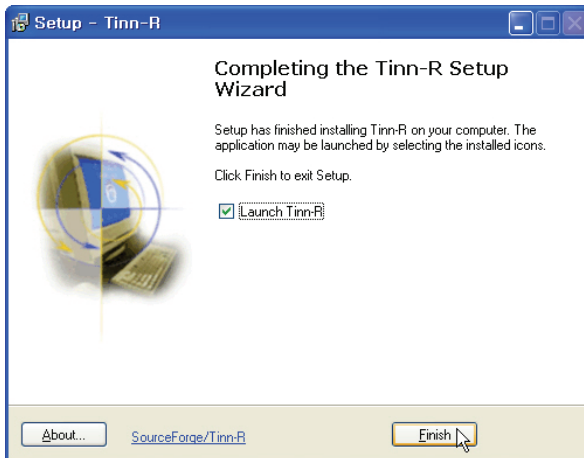 Setup - Tinn-R
Completing the Tinn-R Setup
Wizard
Setup has finished installing Tinn-R on your computer. The
application may be launched by selecting the installed icons.
Click Finish to exit Setup.
Launch Tinn-R
About...
SourceForge/Tinn-R
Finish